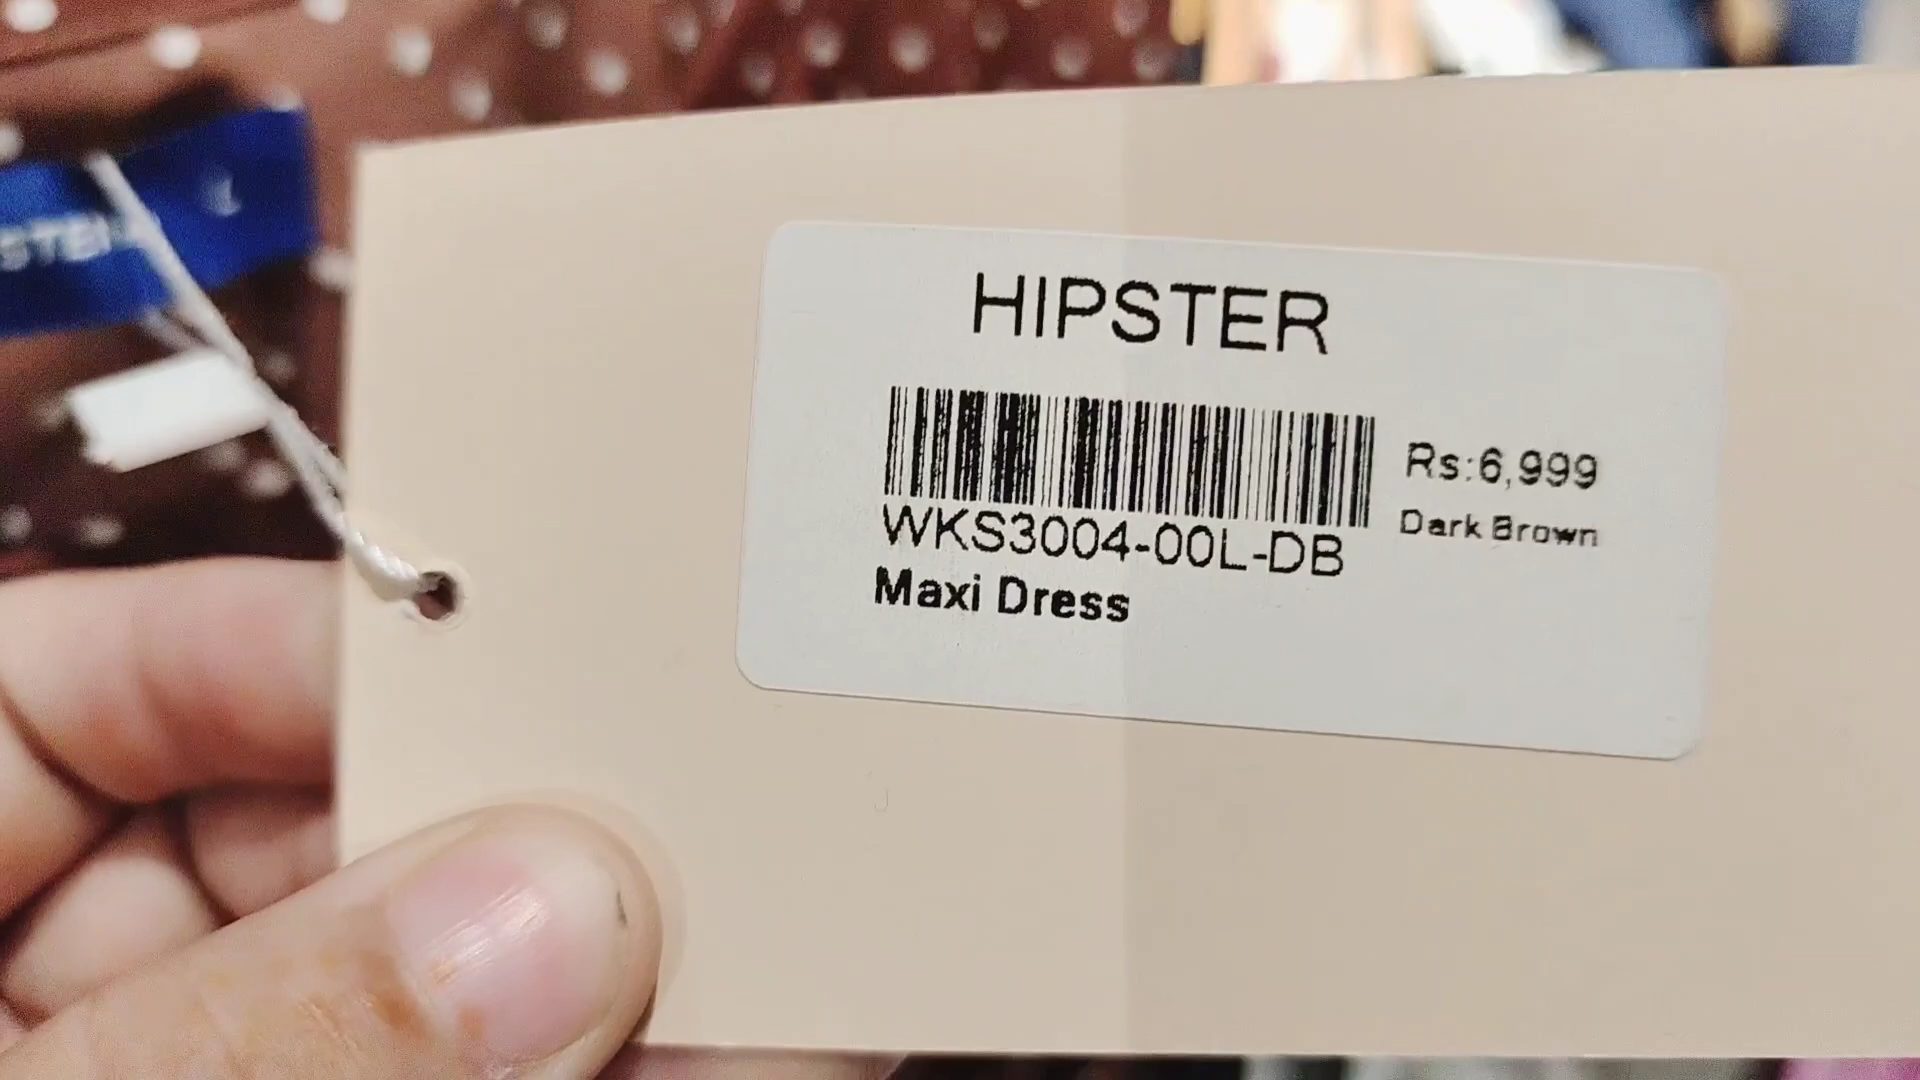 HIPSTER
Rs:6,999
Dark Brown
WKS3004-00L-DB
Maxi Dress
L